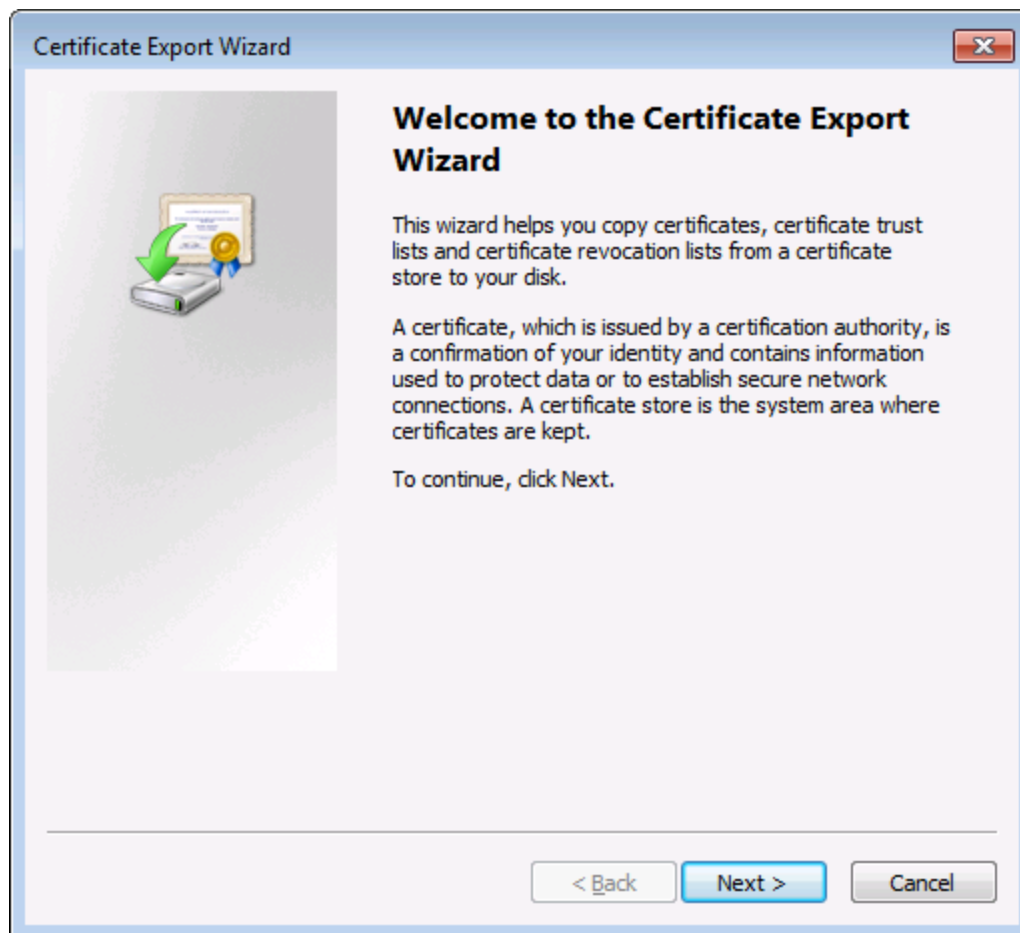 Certificate Export Wizard
Welcome to the Certificate Export
Wizard
This wizard helps you copy certificates, certificate trust
lists and certificate revocation lists from a certificate
store to your disk.
A certificate, which is issued by a certification authority, is
a confirmation of your identity and contains information
used to protect data or to establish secure network
connections. A certificate store is the system area where
certificates are kept.
To continue, click Next.
< Back Next > Cancel